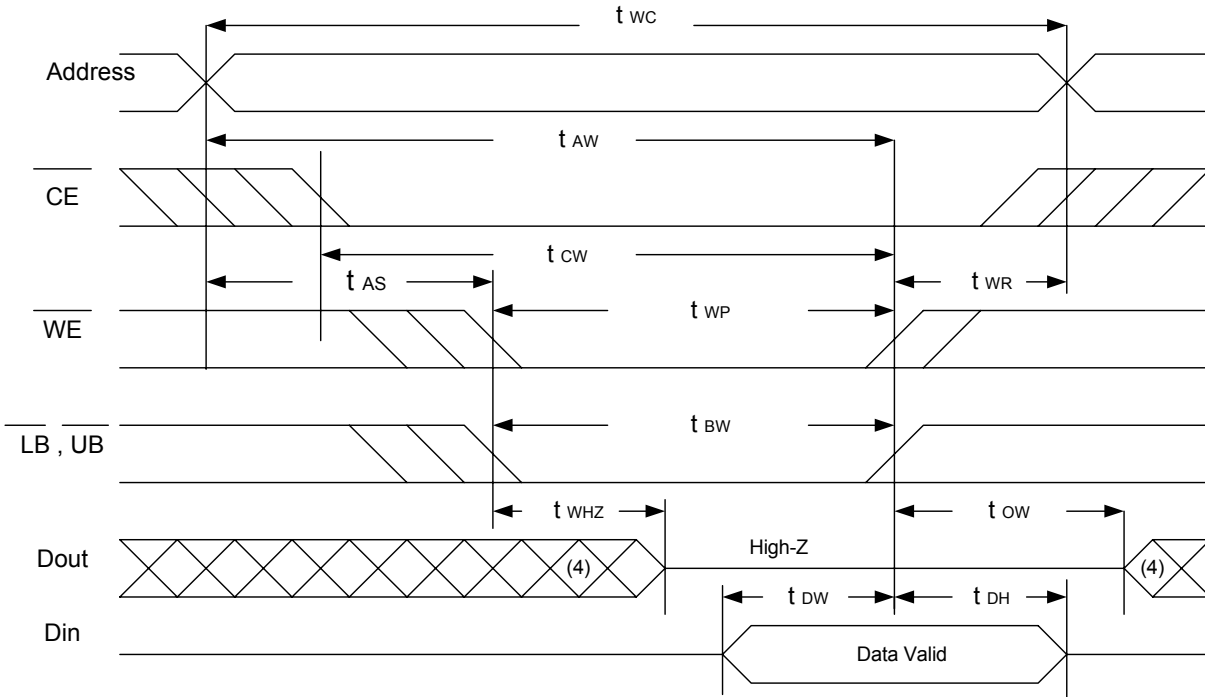 t WC
Address
t AW
CE
t CW
t AS
t WR
WE
t WP
LB , UB
t BW
t WHZ
t OW
Dout
(4)
High-Z
(4)
t DW
t DH
Din
Data Valid